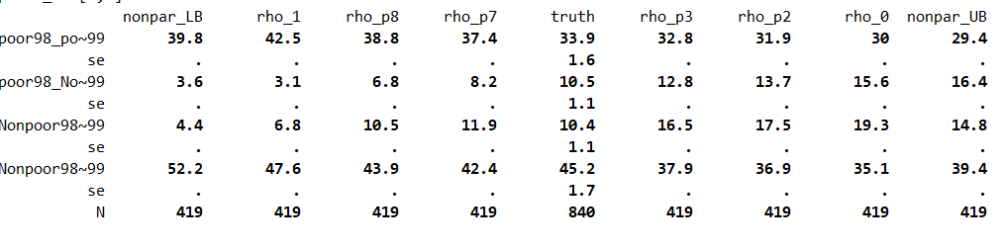 nonpar_LB rho_1 rho_p8 rho_p7 truth rho_p3 rho_p2 rho_0 nonpar_UB
poor98_po~99 39.8 42.5 38.8 37.4 33.9 32.8 31.9 30 29.4
se . . . . 1.6 . . . .
poor98_No~99 3.6 3.1 6.8 8.2 10.5 12.8 13.7 15.6 16.4
se . . . . 1.1 . . . .
Nonpoor98~99 4.4 6.8 10.5 11.9 10.4 16.5 17.5 19.3 14.8
se . . . . 1.1 . . . .
Nonpoor98~99 52.2 47.6 43.9 42.4 45.2 37.9 36.9 35.1 39.4
se . . . . 1.7 . . . .
N 419 419 419 419 840 419 419 419 419